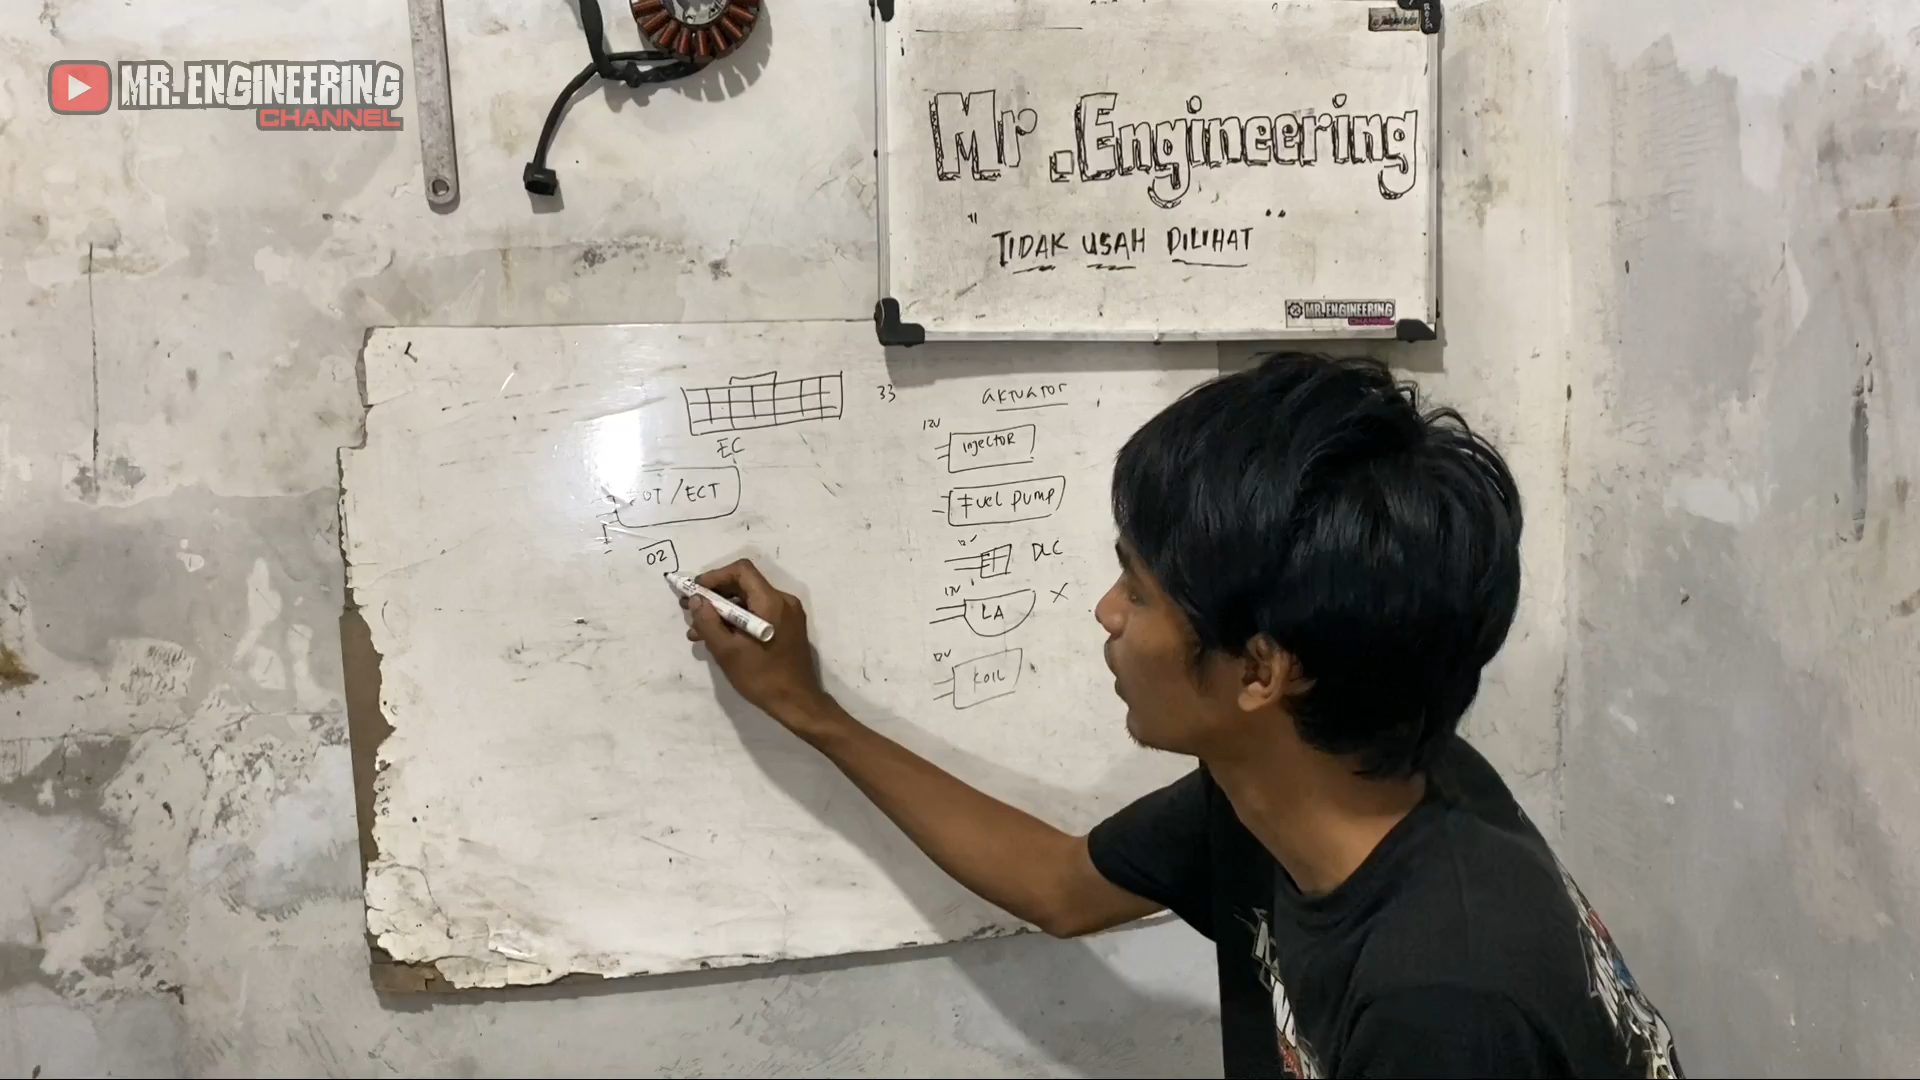 MR.ENGINEERING
CHANNEL
Mr.Engineering
"TIDAK USAH DILIHAT"
MR.ENGINEERING
CHANNEL
33
EC
OT/ECT
O2
aktuator
12V
Injector
Fuel pump
DLC
12V
LA X
Koil